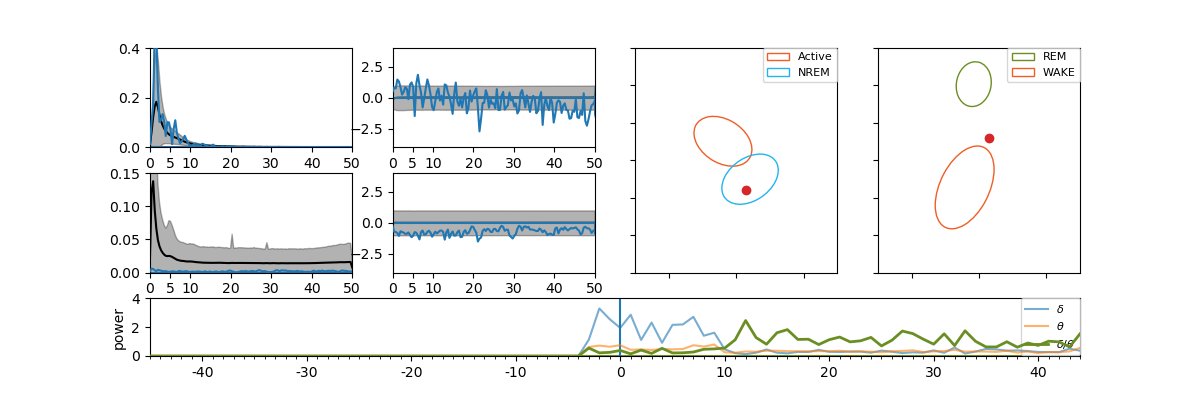 0.4
0.2
0.0
0 5 10 20 30 40 50
2.5
0.0
−2.5
0 5 10 20 30 40 50
Active
NREM
REM
WAKE
0.15
0.10
0.05
0.00
0 5 10 20 30 40 50
2.5
0.0
−2.5
0 5 10 20 30 40 50
power
4
2
0
-40 -30 -20 -10 0 10 20 30 40
δ
θ
δ/θ